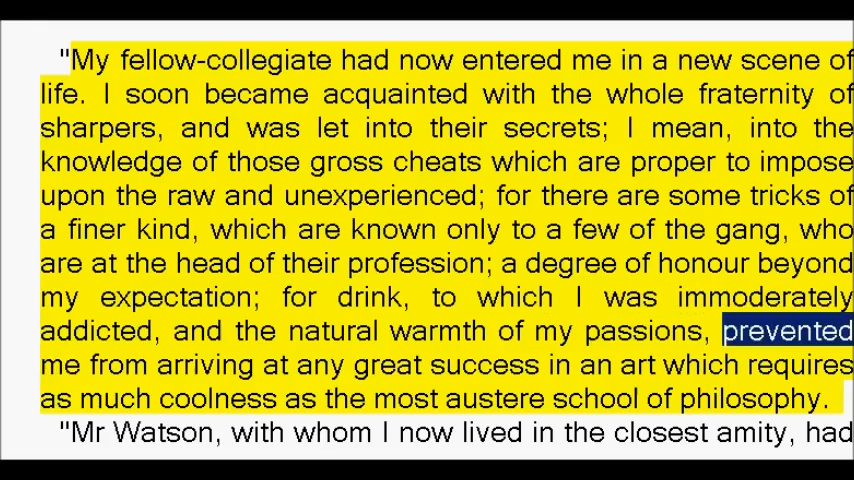 "My fellow-collegiate had now entered me in a new scene of
life. I soon became acquainted with the whole fraternity of
sharpers, and was let into their secrets; I mean, into the
knowledge of those gross cheats which are proper to impose
upon the raw and unexperienced; for there are some tricks of
a finer kind, which are known only to a few of the gang, who
are at the head of their profession; a degree of honour beyond
my expectation; for drink, to which I was immoderately
addicted, and the natural warmth of my passions, prevented
me from arriving at any great success in an art which requires
as much coolness as the most austere school of philosophy.
"Mr Watson, with whom I now lived in the closest amity, had